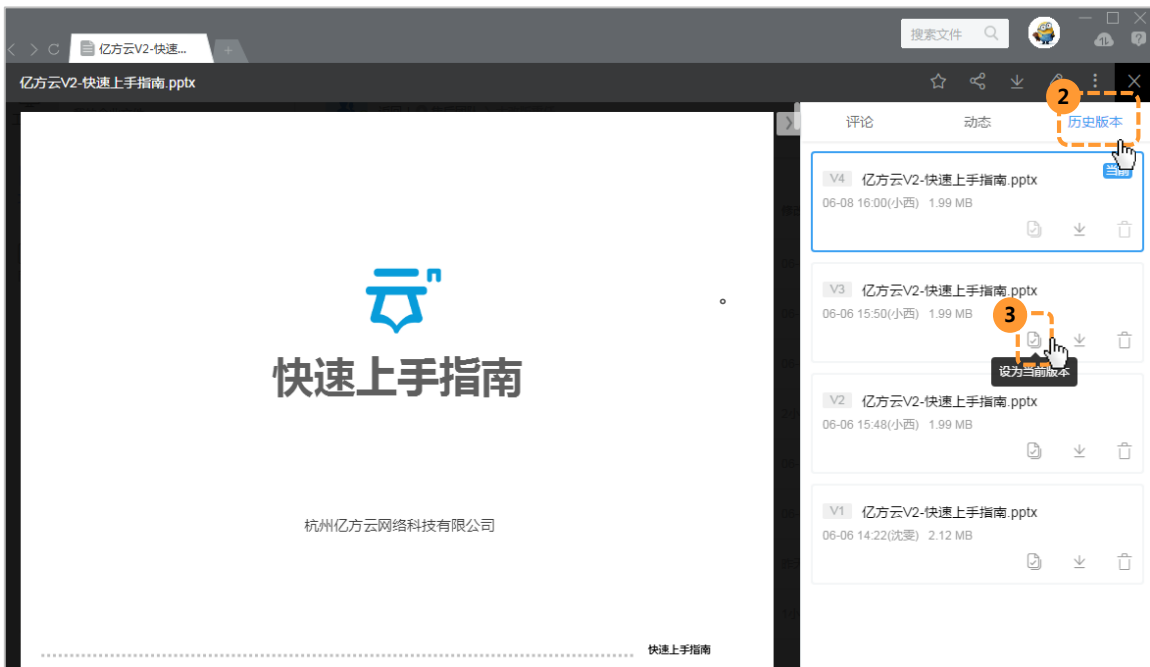 亿方云V2-快速...
搜索文件
亿方云V2-快速上手指南.pptx
2
评论 动态 历史版本
V4 亿方云V2-快速上手指南.pptx 当前
06-08 16:00(小西) 1.99 MB
V3 亿方云V2-快速上手指南.pptx
06-06 15:50(小西) 1.99 MB
3
设为当前版本
V2 亿方云V2-快速上手指南.pptx
06-06 15:48(小西) 1.99 MB
V1 亿方云V2-快速上手指南.pptx
06-06 14:22(沈雯) 2.12 MB
快速上手指南
杭州亿方云网络科技有限公司
快速上手指南